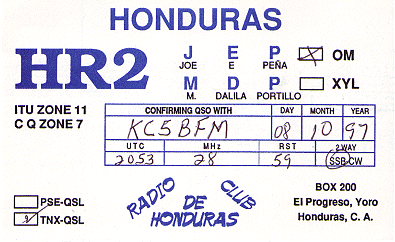 HONDURAS
HR2 J E P OM
JOE E PEÑA
M D P XYL
M. DALILA PORTILLO
ITU ZONE 11
C Q ZONE 7
CONFIRMING QSO WITH DAY MONTH YEAR
KC5BFM 08 10 97
UTC MHz RST 2WAY
2053 28 59 SSB-CW
PSE-QSL
TNX-QSL
RADIO CLUB
DE
HONDURAS
BOX 200
El Progreso, Yoro
Honduras, C. A.